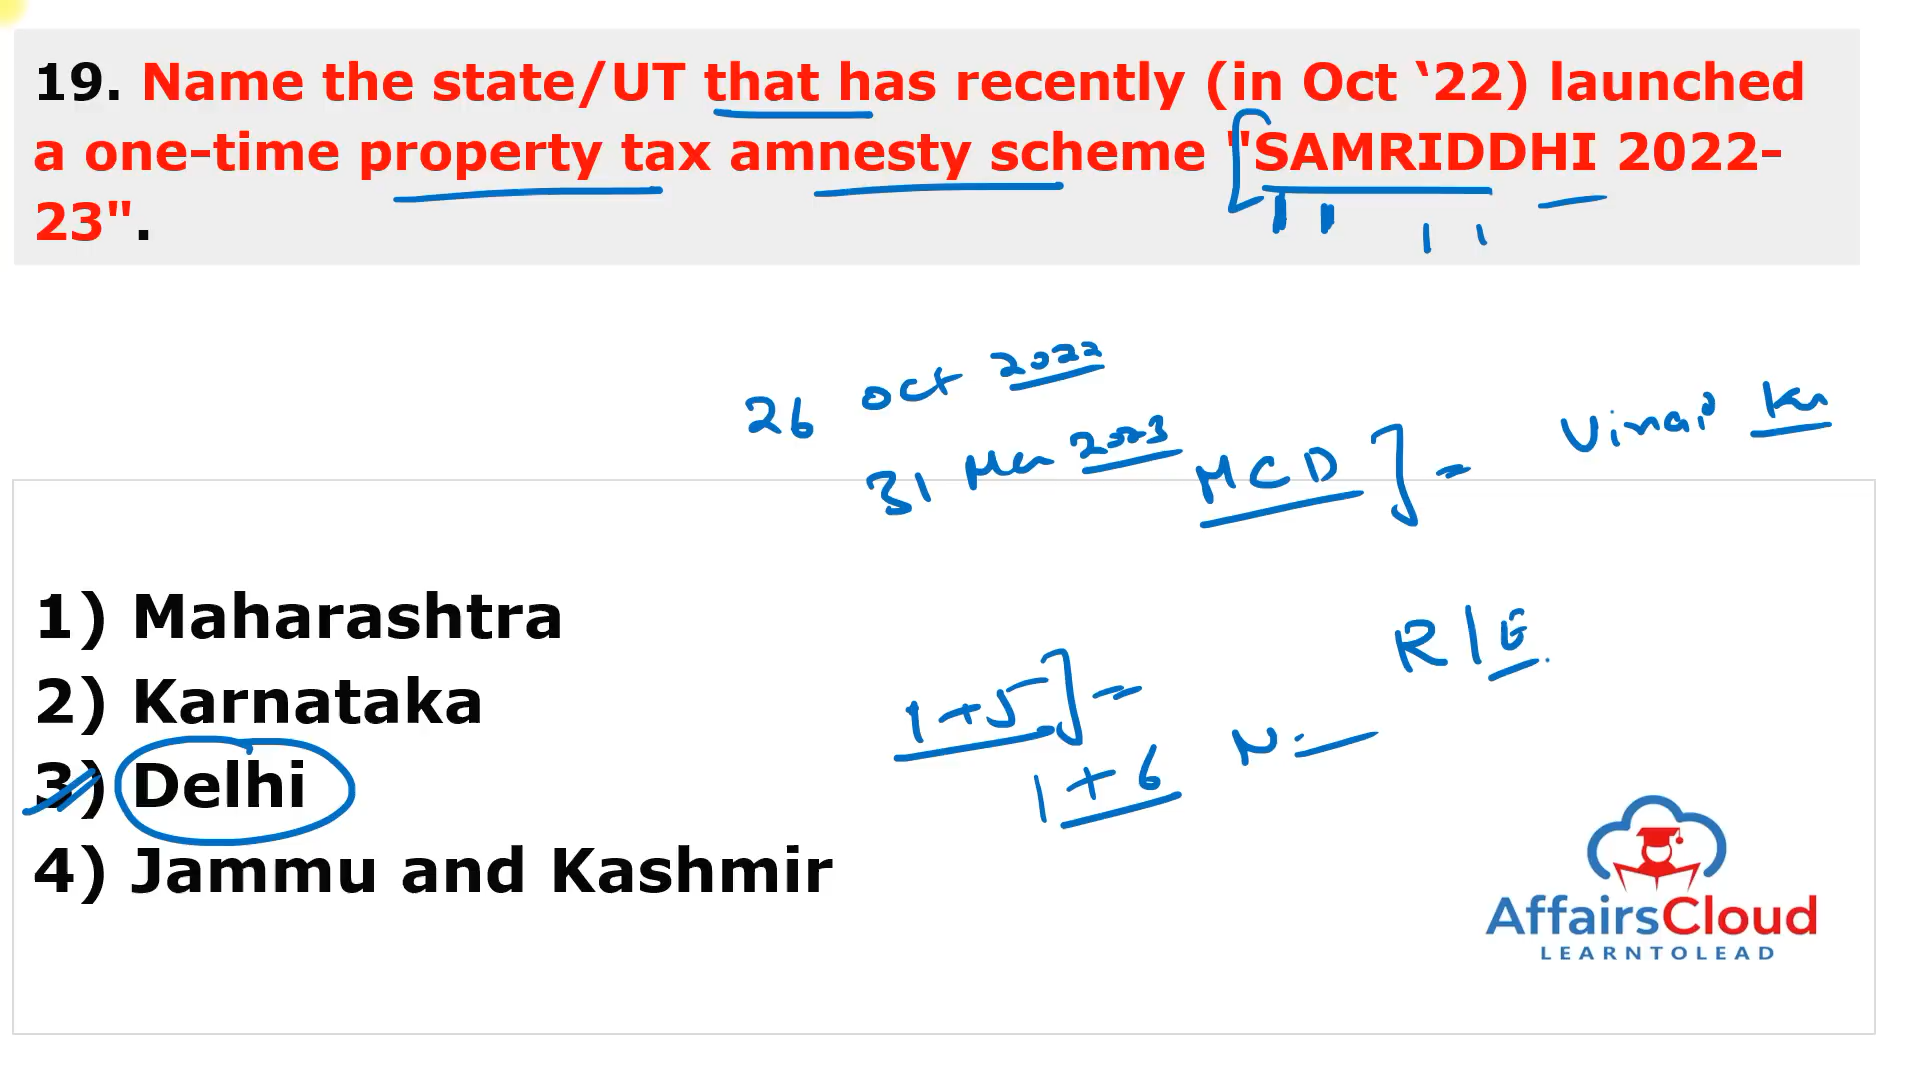 19. Name the state/UT that has recently (in Oct ‘22) launched
a one-time property tax amnesty scheme "SAMRIDDHI 2022-
23".
26 Oct 2022
31 Mar 2023
MCD] =
Vinai Ku
1) Maharashtra
2) Karnataka
3) Delhi
4) Jammu and Kashmir
1+5] =
1+6
R/
N
AffairsCloud
LEARNTOLEAD